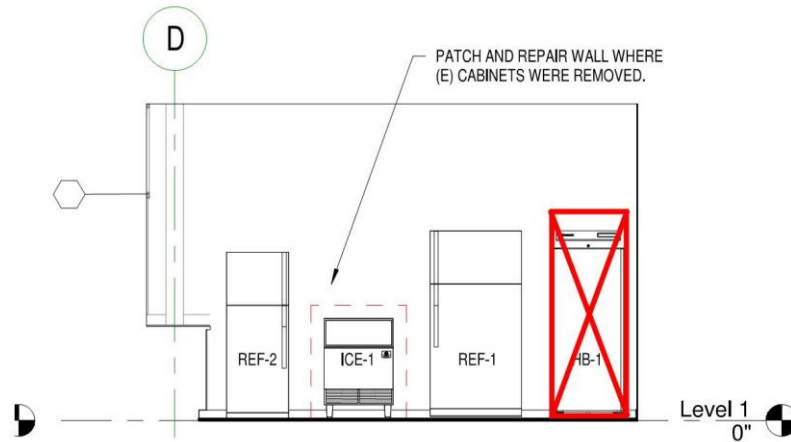 D
PATCH AND REPAIR WALL WHERE
(E) CABINETS WERE REMOVED.
REF-2
ICE-1
REF-1
HB-1
Level 1
0"